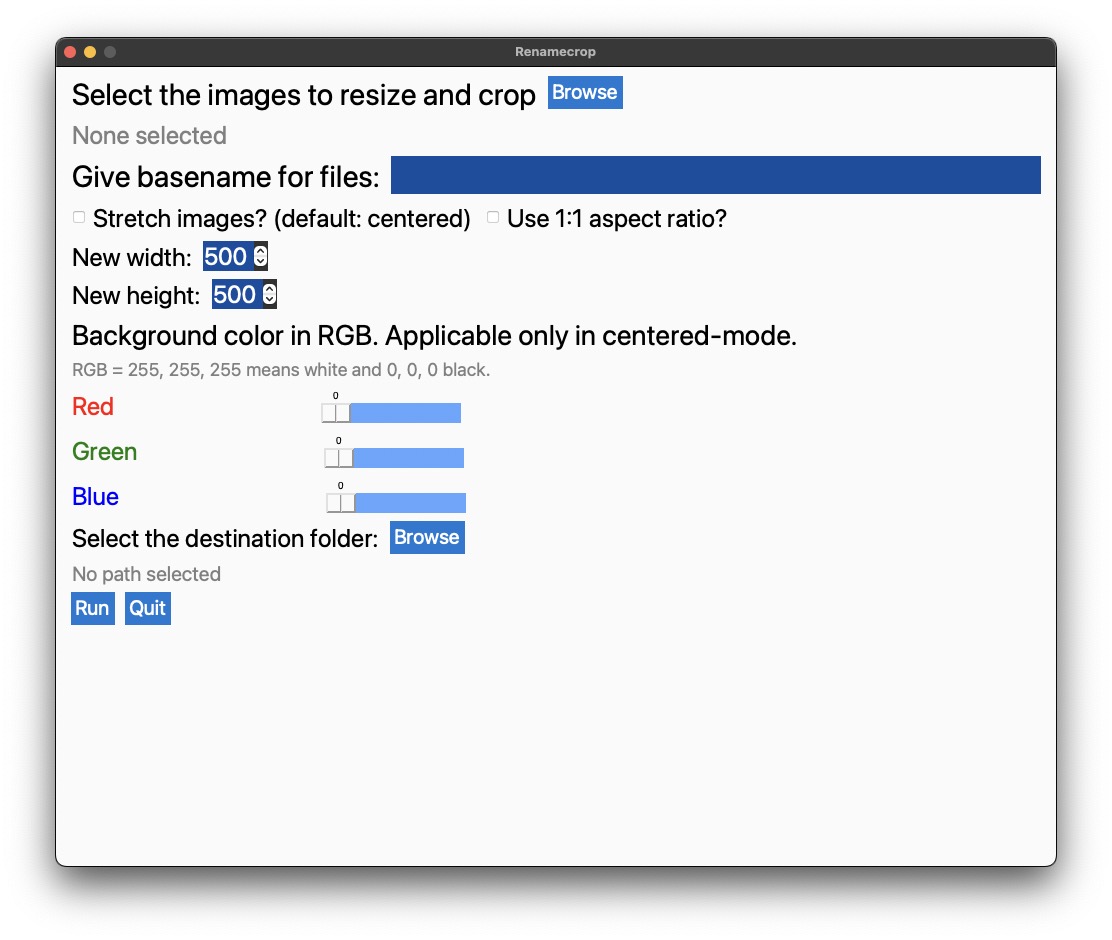 Renamecrop
Select the images to resize and crop Browse
None selected
Give basename for files:
Stretch images? (default: centered) Use 1:1 aspect ratio?
New width: 500
New height: 500
Background color in RGB. Applicable only in centered-mode.
RGB = 255, 255, 255 means white and 0, 0, 0 black.
0
Red
0
Green
0
Blue
Select the destination folder: Browse
No path selected
Run Quit